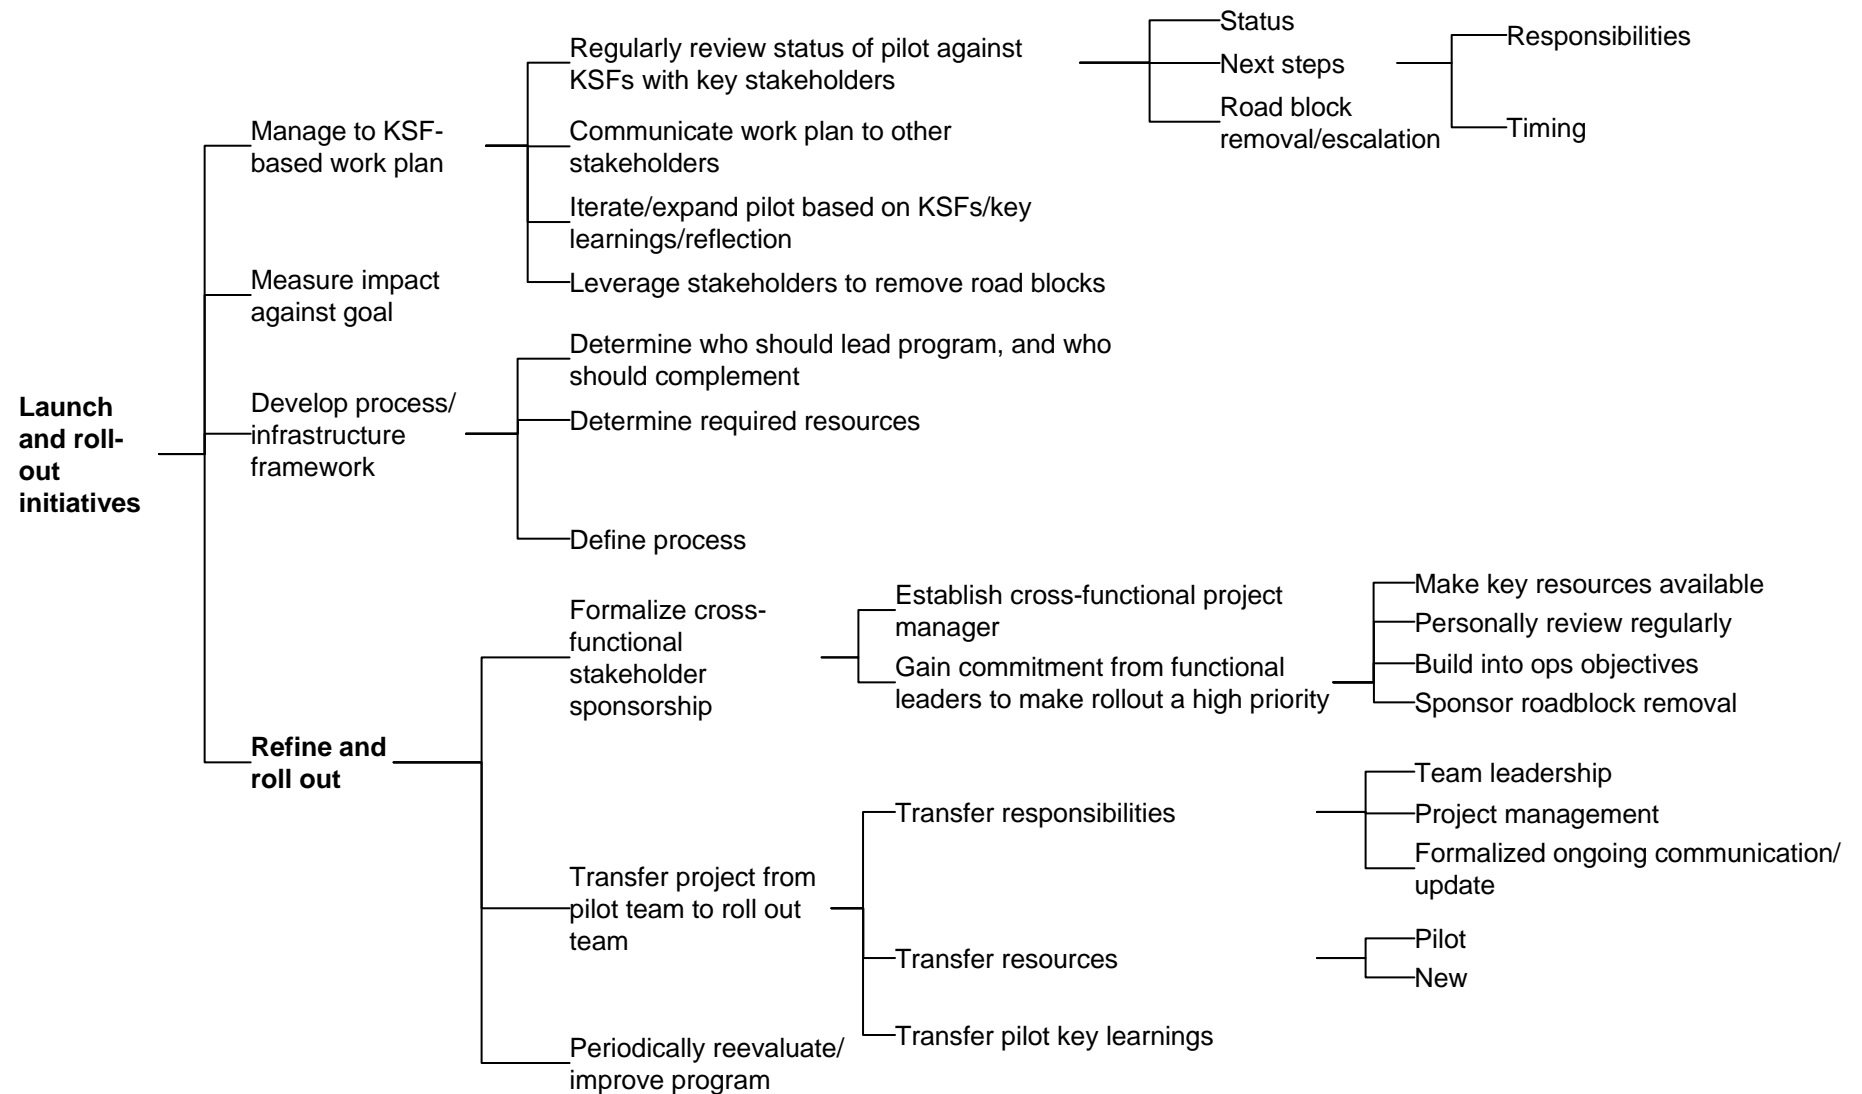 Launch
and roll-
out
initiatives
Manage to KSF-
based work plan
Regularly review status of pilot against
KSFs with key stakeholders
Status
Next steps
Responsibilities
Timing
Road block
removal/escalation
Communicate work plan to other
stakeholders
Iterate/expand pilot based on KSFs/key
learnings/reflection
Leverage stakeholders to remove road blocks
Measure impact
against goal
Develop process/
infrastructure
framework
Determine who should lead program, and who
should complement
Determine required resources
Define process
Refine and
roll out
Formalize cross-
functional
stakeholder
sponsorship
Establish cross-functional project
manager
Gain commitment from functional
leaders to make rollout a high priority
Make key resources available
Personally review regularly
Build into ops objectives
Sponsor roadblock removal
Transfer project from
pilot team to roll out
team
Transfer responsibilities
Team leadership
Project management
Formalized ongoing communication/
update
Transfer resources
Pilot
New
Transfer pilot key learnings
Periodically reevaluate/
improve program